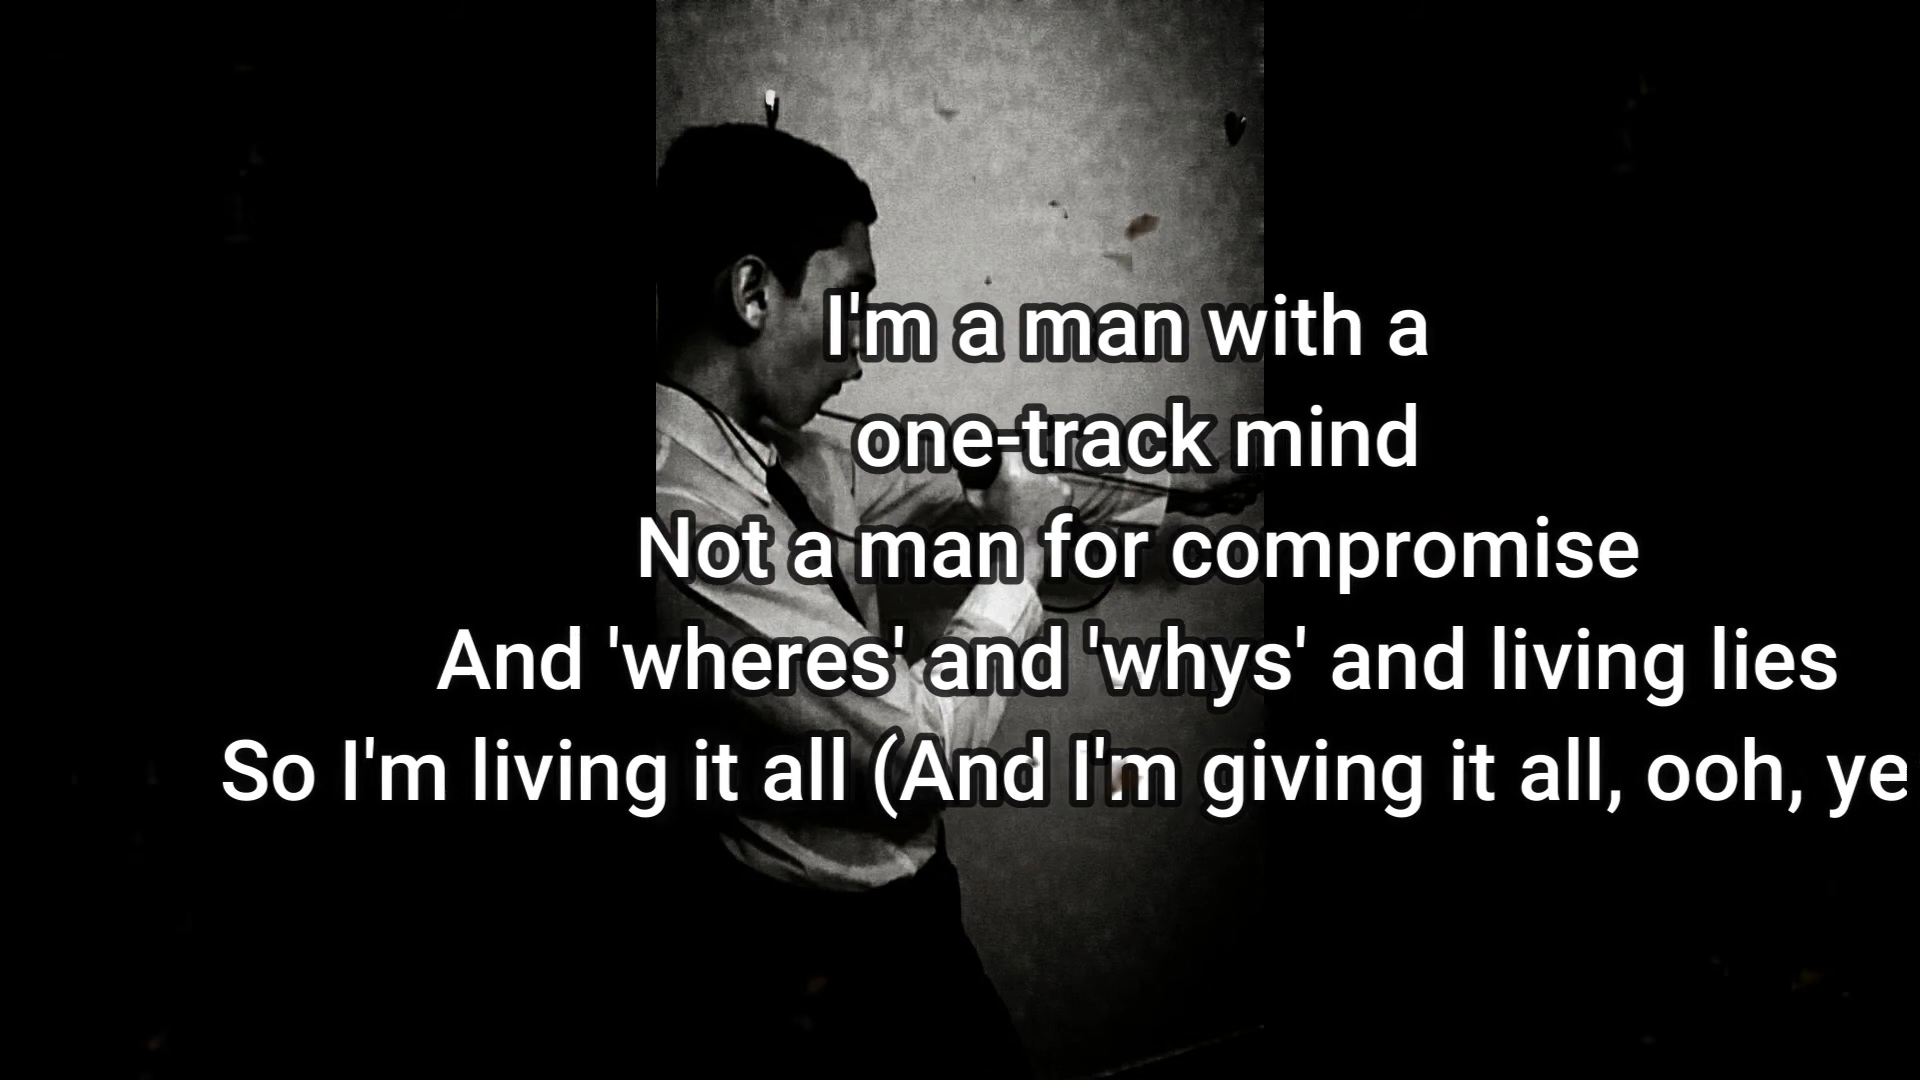 I'm a man with a
one-track mind
Not a man for compromise
And 'wheres' and 'whys' and living lies
So I'm living it all (And I'm giving it all, ooh, ye